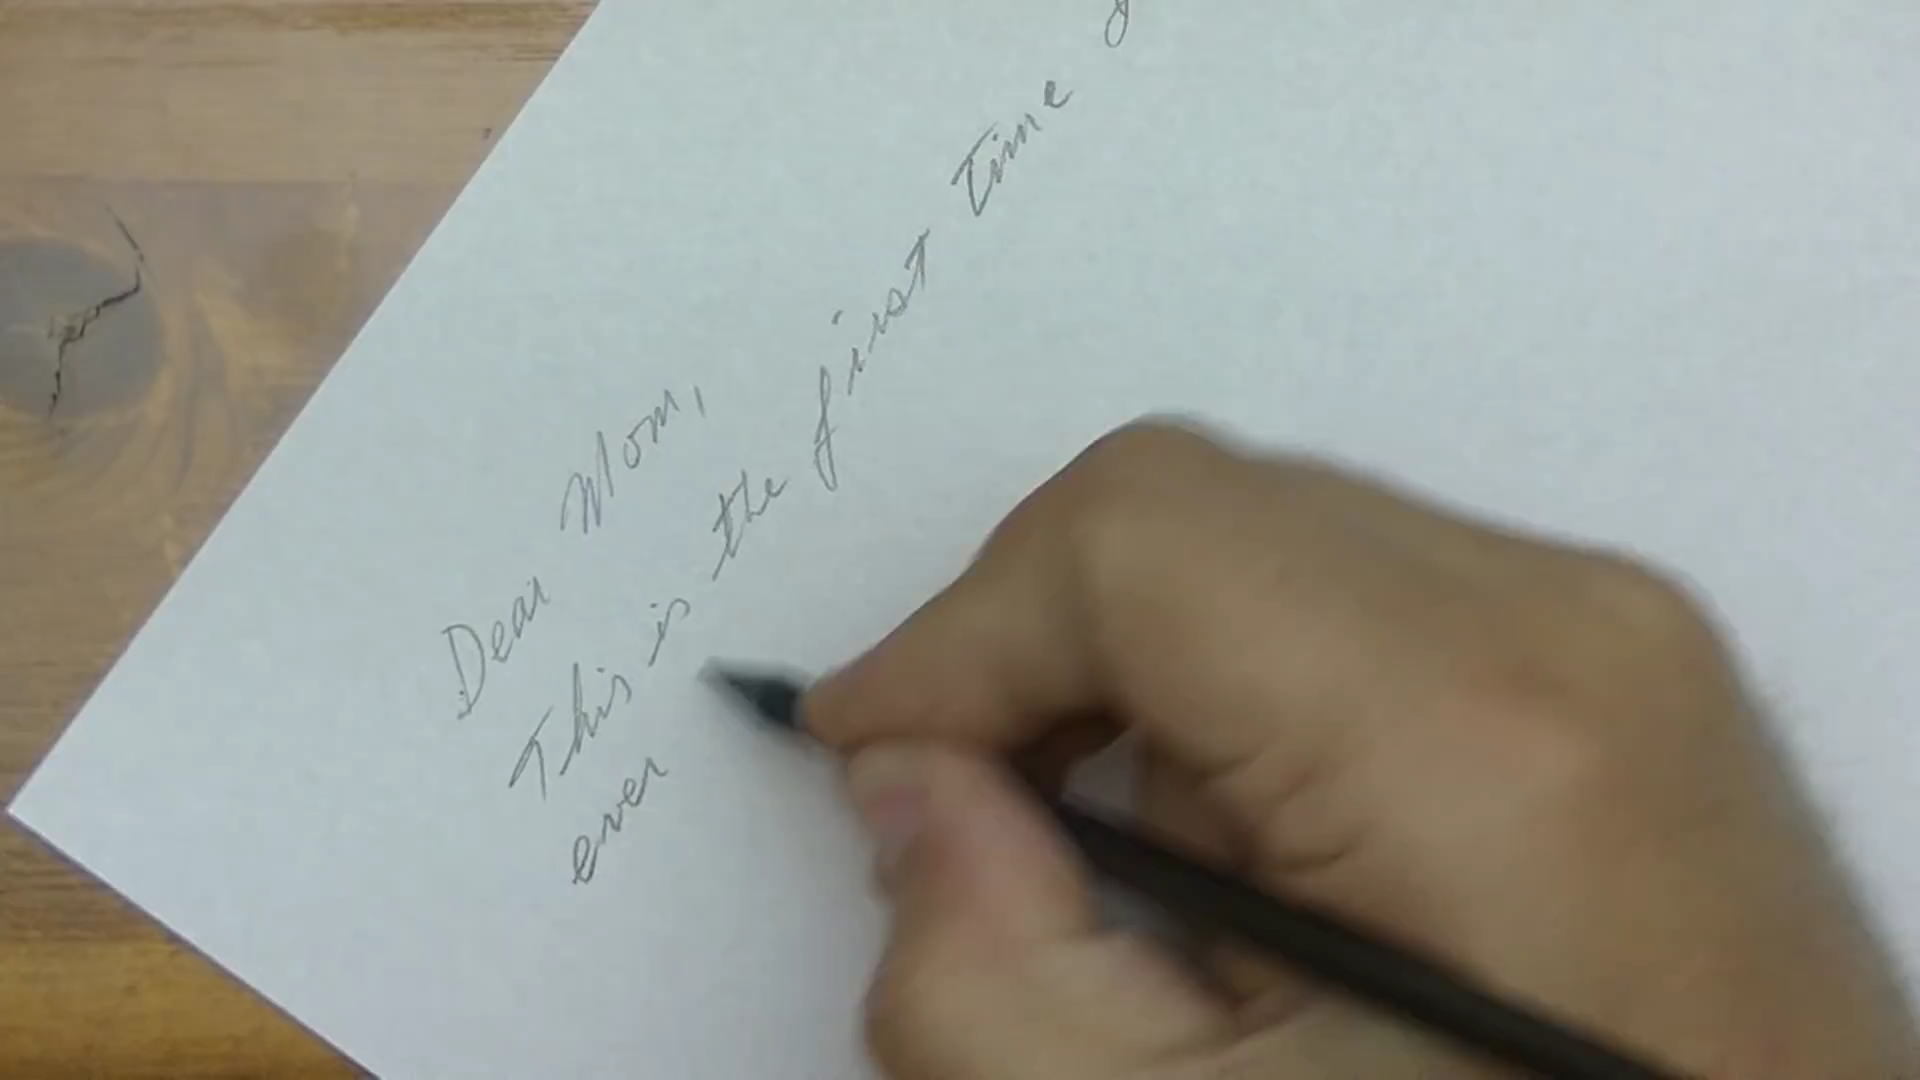 Dear Mom,
This is the first time
ever